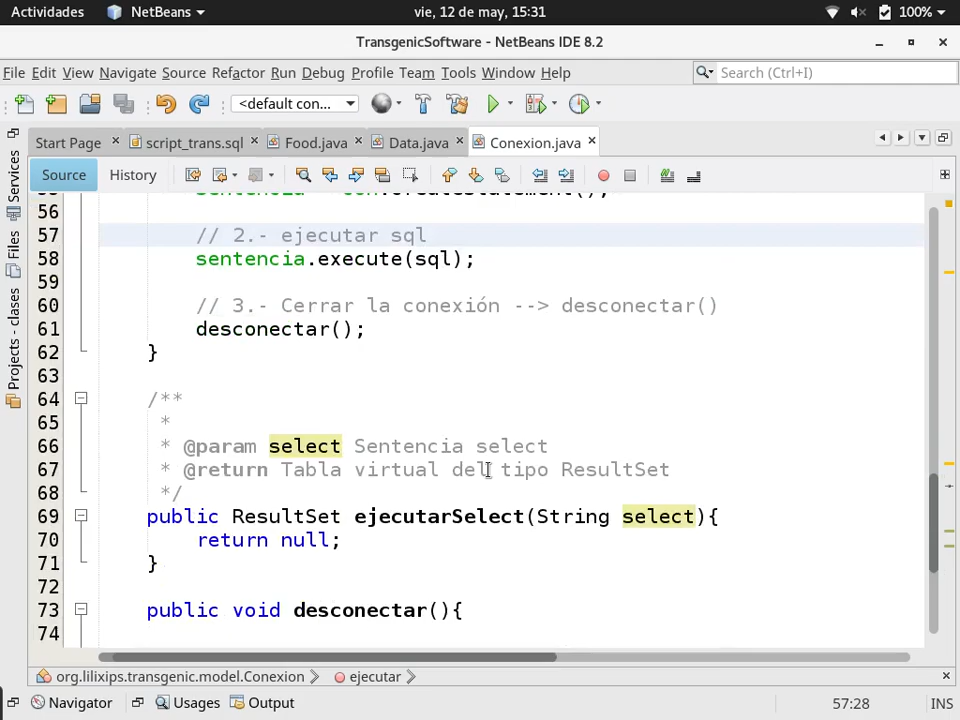 Actividades NetBeans vie, 12 de may, 15:31 100%
TransgenicSoftware - NetBeans IDE 8.2
File Edit View Navigate Source Refactor Run Debug Profile Team Tools Window Help Search (Ctrl+I)
<default con...
Start Page script_trans.sql Food.java Data.java Conexion.java
Source History
Services
Files
Projects - clases
56
57 // 2.- ejecutar sql
58 sentencia.execute(sql);
59
60 // 3.- Cerrar la conexión --> desconectar()
61 desconectar();
62 }
63
64 /**
65 *
66 * @param select Sentencia select
67 * @return Tabla virtual del tipo ResultSet
68 */
69 public ResultSet ejecutarSelect(String select){
70 return null;
71 }
72
73 public void desconectar(){
74
org.lilixips.transgenic.model.Conexion ejecutar
Navigator Usages Output 57:28 INS